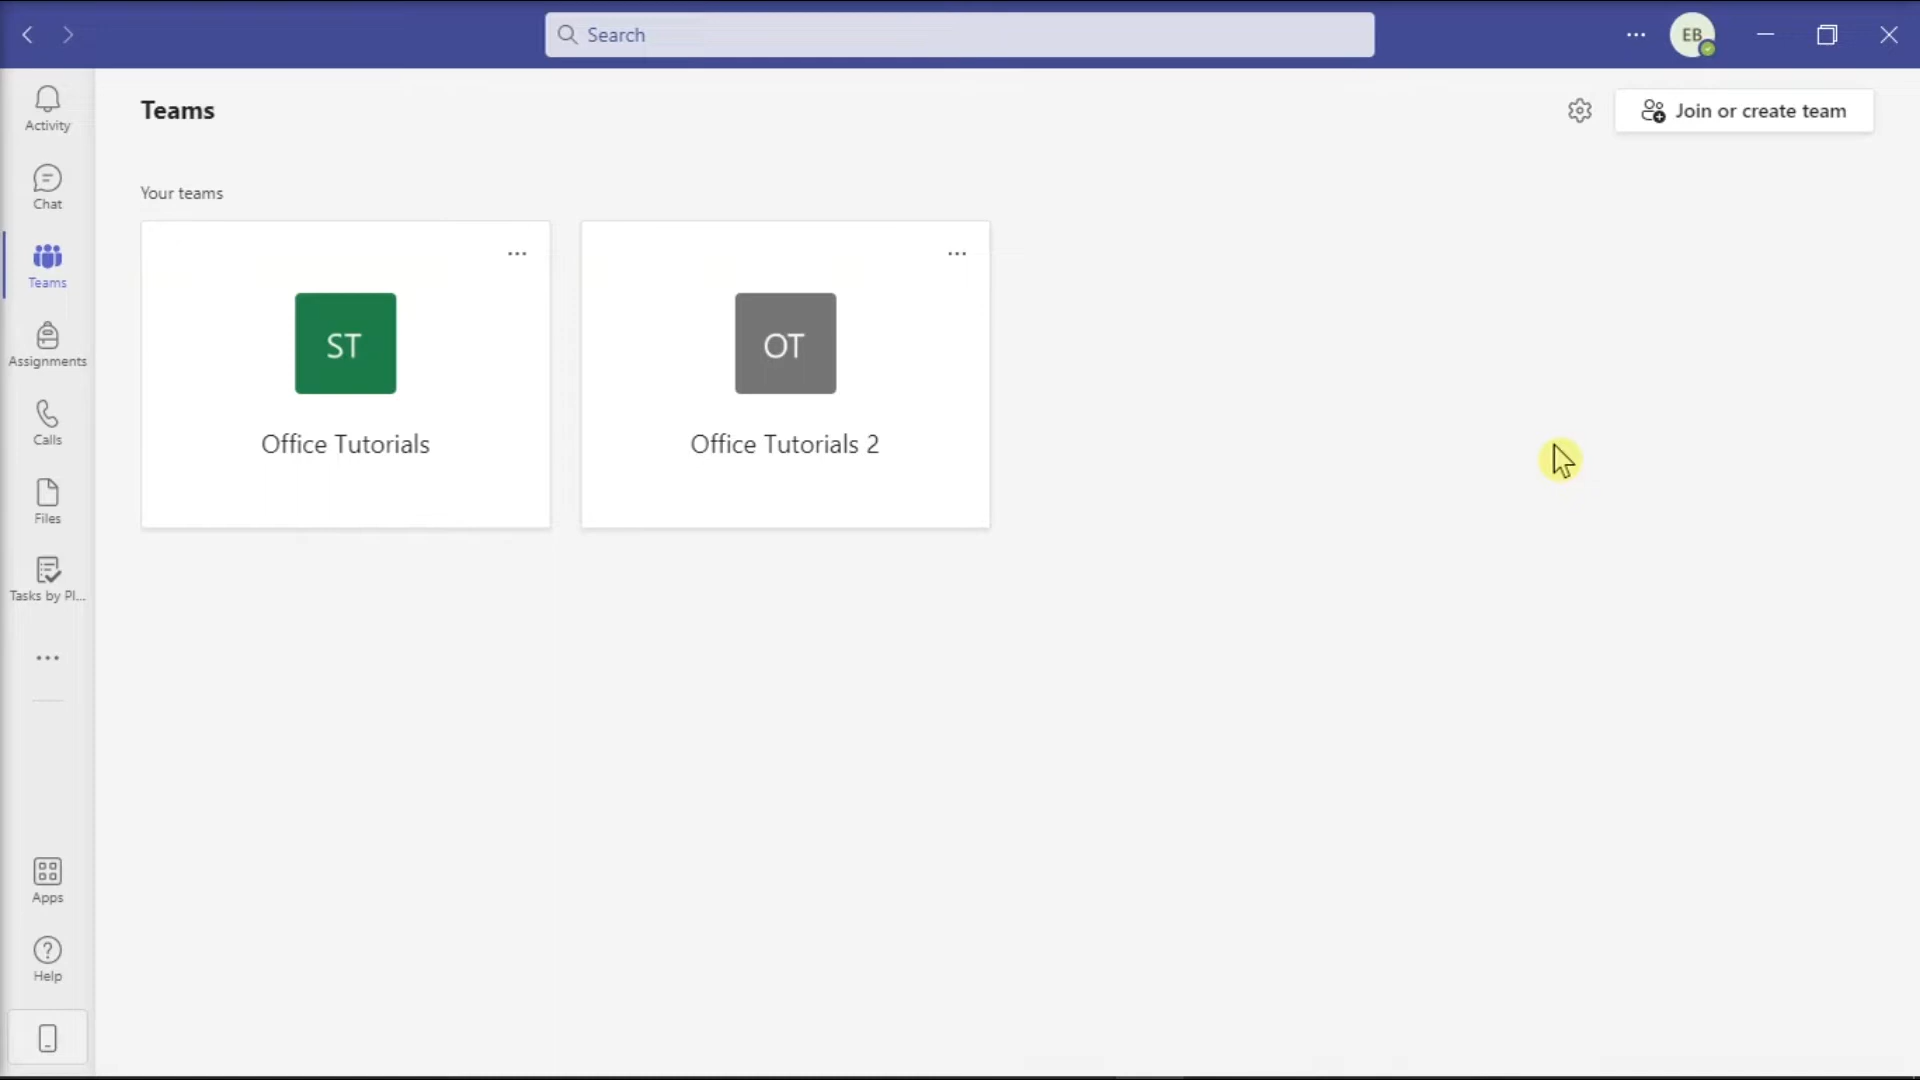 Search
EB
Activity
Chat
Teams
Assignments
Calls
Files
Tasks by Pl...
Apps
Help
Teams
Join or create team
Your teams
ST
Office Tutorials
OT
Office Tutorials 2